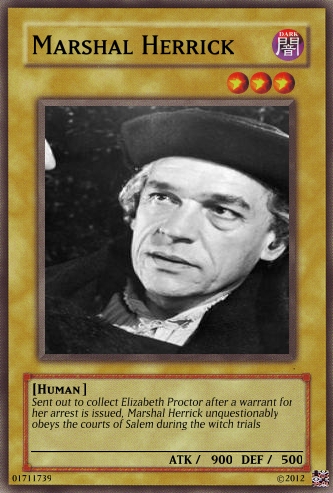 MARSHAL HERRICK
DARK
闇
[HUMAN]
Sent out to collect Elizabeth Proctor after a warrant for
her arrest is issued, Marshal Herrick unquestionably
obeys the courts of Salem during the witch trials
ATK / 900 DEF / 500
01711739 ©2012